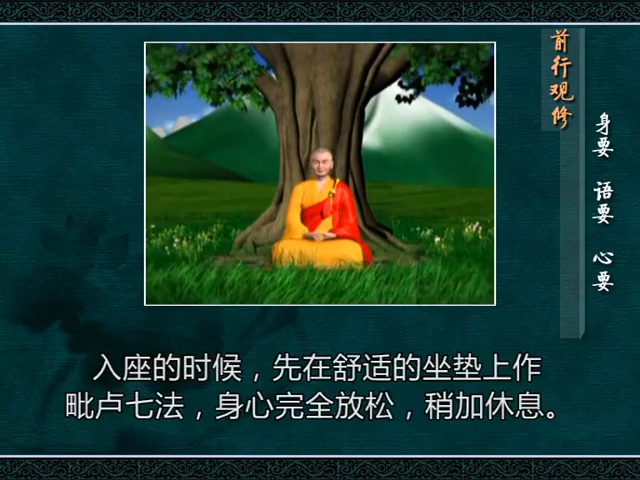 前行观修
身要 语要 心要
入座的时候，先在舒适的坐垫上作
毗卢七法，身心完全放松，稍加休息。